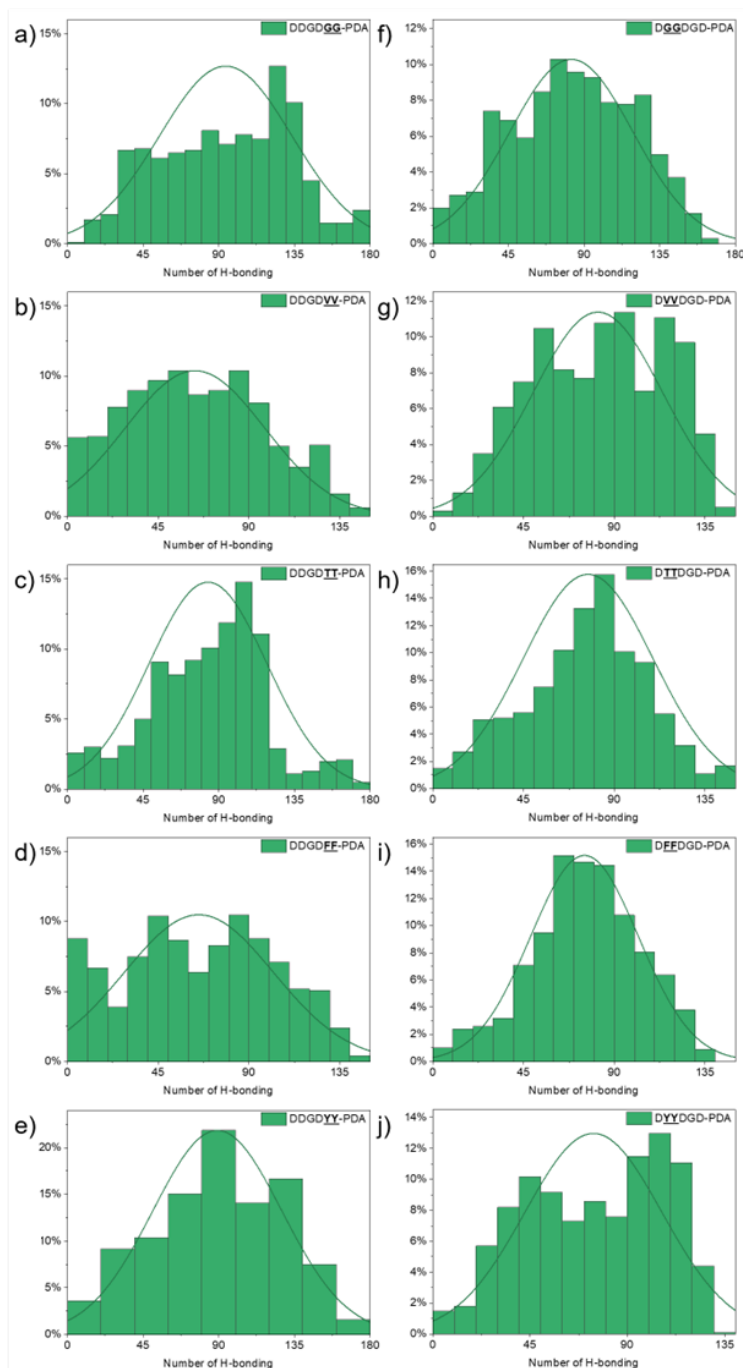 a)
DDGDGG-PDA
15%
10%
5%
0%
0 45 90 135 180
Number of H-bonding
f)
DGGDGD-PDA
12%
10%
8%
6%
4%
2%
0%
0 45 90 135 180
Number of H-bonding
b)
DDGDVV-PDA
15%
10%
5%
0%
0 45 90 135
Number of H-bonding
g)
DVVDGD-PDA
12%
10%
8%
6%
4%
2%
0%
0 45 90 135
Number of H-bonding
c)
DDGDTT-PDA
15%
10%
5%
0%
0 45 90 135 180
Number of H-bonding
h)
DTTDGD-PDA
16%
14%
12%
10%
8%
6%
4%
2%
0%
0 45 90 135
Number of H-bonding
d)
DDGDFF-PDA
15%
10%
5%
0%
0 45 90 135
Number of H-bonding
i)
DFFDGD-PDA
16%
14%
12%
10%
8%
6%
4%
2%
0%
0 45 90 135
Number of H-bonding
e)
DDGDYY-PDA
20%
15%
10%
5%
0%
0 45 90 135 180
Number of H-bonding
j)
DYYDGD-PDA
14%
12%
10%
8%
6%
4%
2%
0%
0 45 90 135
Number of H-bonding